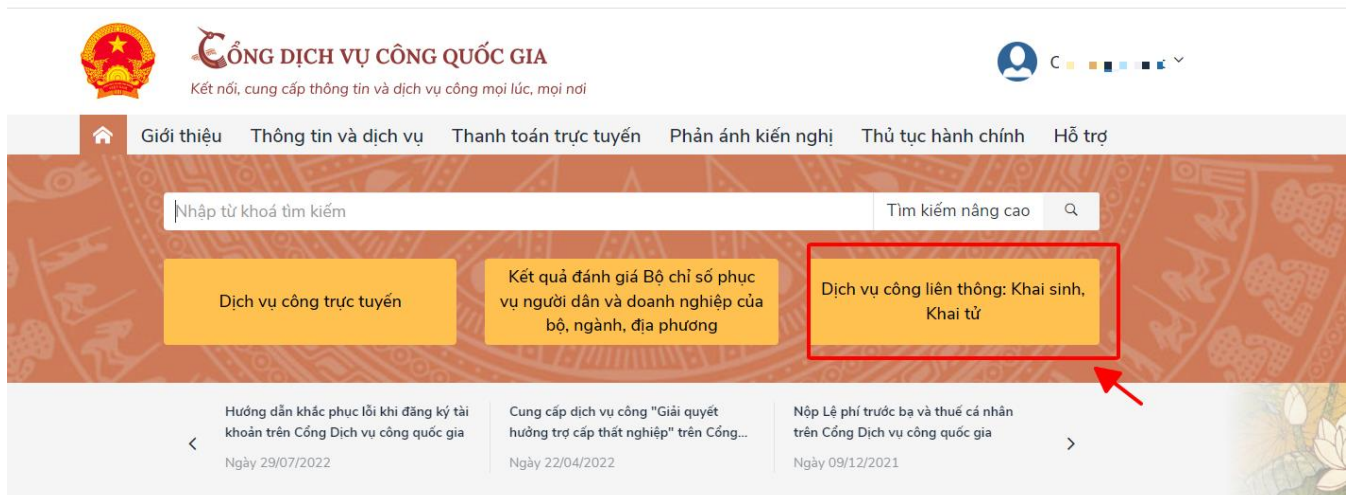 CỔNG DỊCH VỤ CÔNG QUỐC GIA
Kết nối, cung cấp thông tin và dịch vụ công mọi lúc, mọi nơi
C
Giới thiệu Thông tin và dịch vụ Thanh toán trực tuyến Phản ánh kiến nghị Thủ tục hành chính Hỗ trợ
Nhập từ khoá tìm kiếm Tìm kiếm nâng cao
Dịch vụ công trực tuyến
Kết quả đánh giá Bộ chỉ số phục
vụ người dân và doanh nghiệp của
bộ, ngành, địa phương
Dịch vụ công liên thông: Khai sinh,
Khai tử
Hướng dẫn khắc phục lỗi khi đăng ký tài
khoản trên Cổng Dịch vụ công quốc gia
Ngày 29/07/2022
Cung cấp dịch vụ công "Giải quyết
hưởng trợ cấp thất nghiệp" trên Cổng...
Ngày 22/04/2022
Nộp Lệ phí trước bạ và thuế cá nhân
trên Cổng Dịch vụ công quốc gia
Ngày 09/12/2021